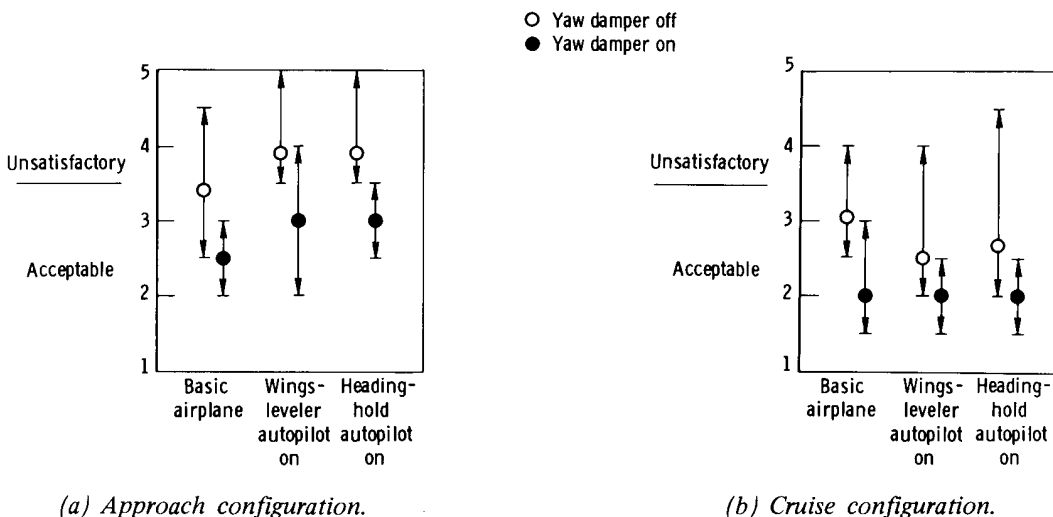 Yaw damper off
Yaw damper on
5
4
Unsatisfactory
3
Acceptable
2
1
Basic airplane
Wings-
leveler
autopilot
on
Heading-
hold
autopilot
on
(a) Approach configuration.
5
4
Unsatisfactory
3
Acceptable
2
1
Basic airplane
Wings-
leveler
autopilot
on
Heading-
hold
autopilot
on
(b) Cruise configuration.